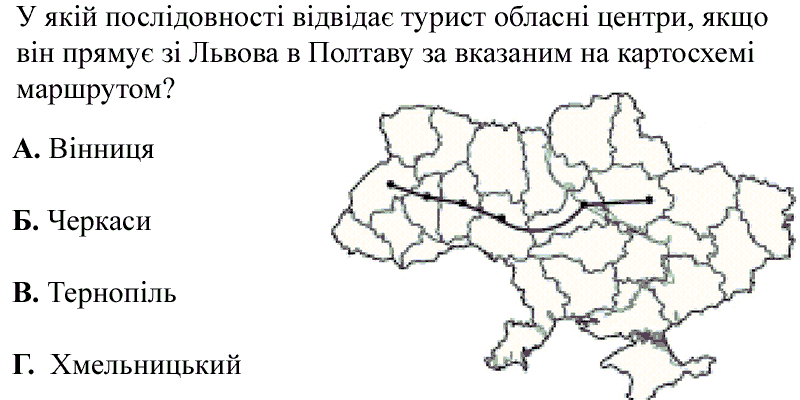 У якій послідовності відвідає турист обласні центри, якщо
він прямує зі Львова в Полтаву за вказаним на картосхемі
маршрутом?
А. Вінниця
Б. Черкаси
В. Тернопіль
Г. Хмельницький